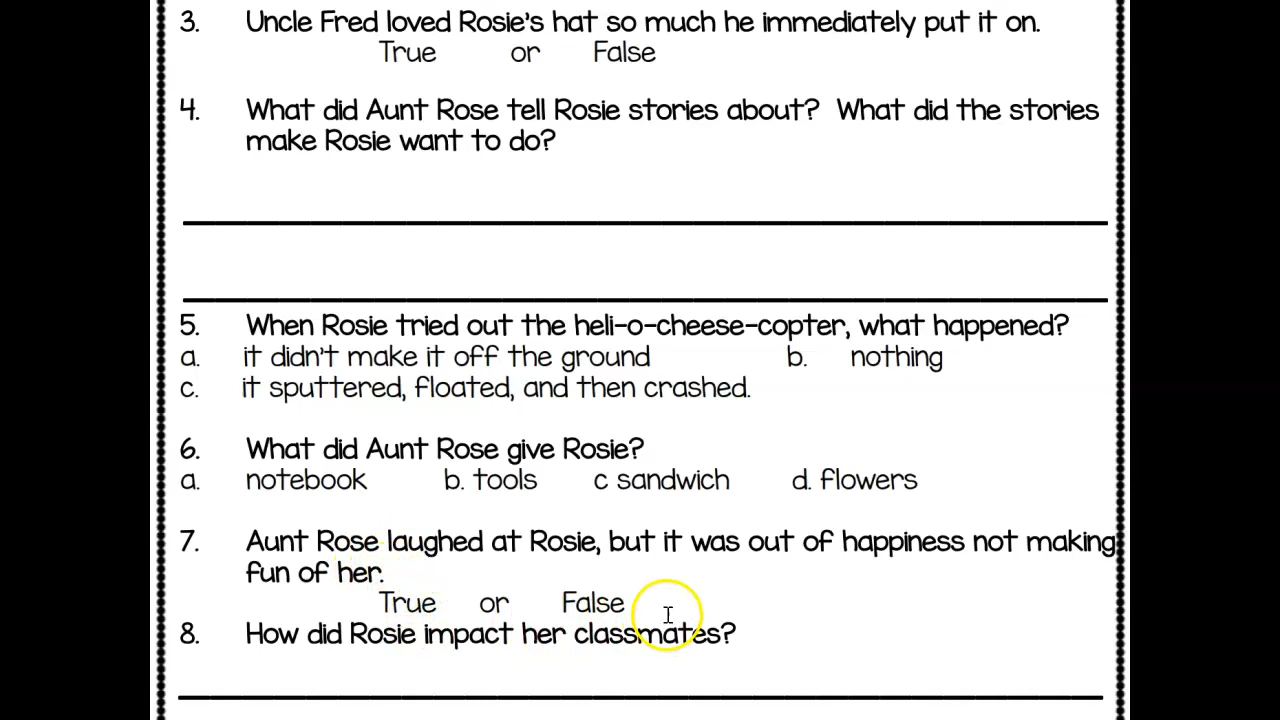 3. Uncle Fred loved Rosie's hat so much he immediately put it on.
True or False
4. What did Aunt Rose tell Rosie stories about? What did the stories
make Rosie want to do?
5. When Rosie tried out the heli-o-cheese-copter, what happened?
a. it didn't make it off the ground b. nothing
c. it sputtered, floated, and then crashed.
6. What did Aunt Rose give Rosie?
a. notebook b. tools c sandwich d. flowers
7. Aunt Rose laughed at Rosie, but it was out of happiness not making
fun of her.
True or False
8. How did Rosie impact her classmates?